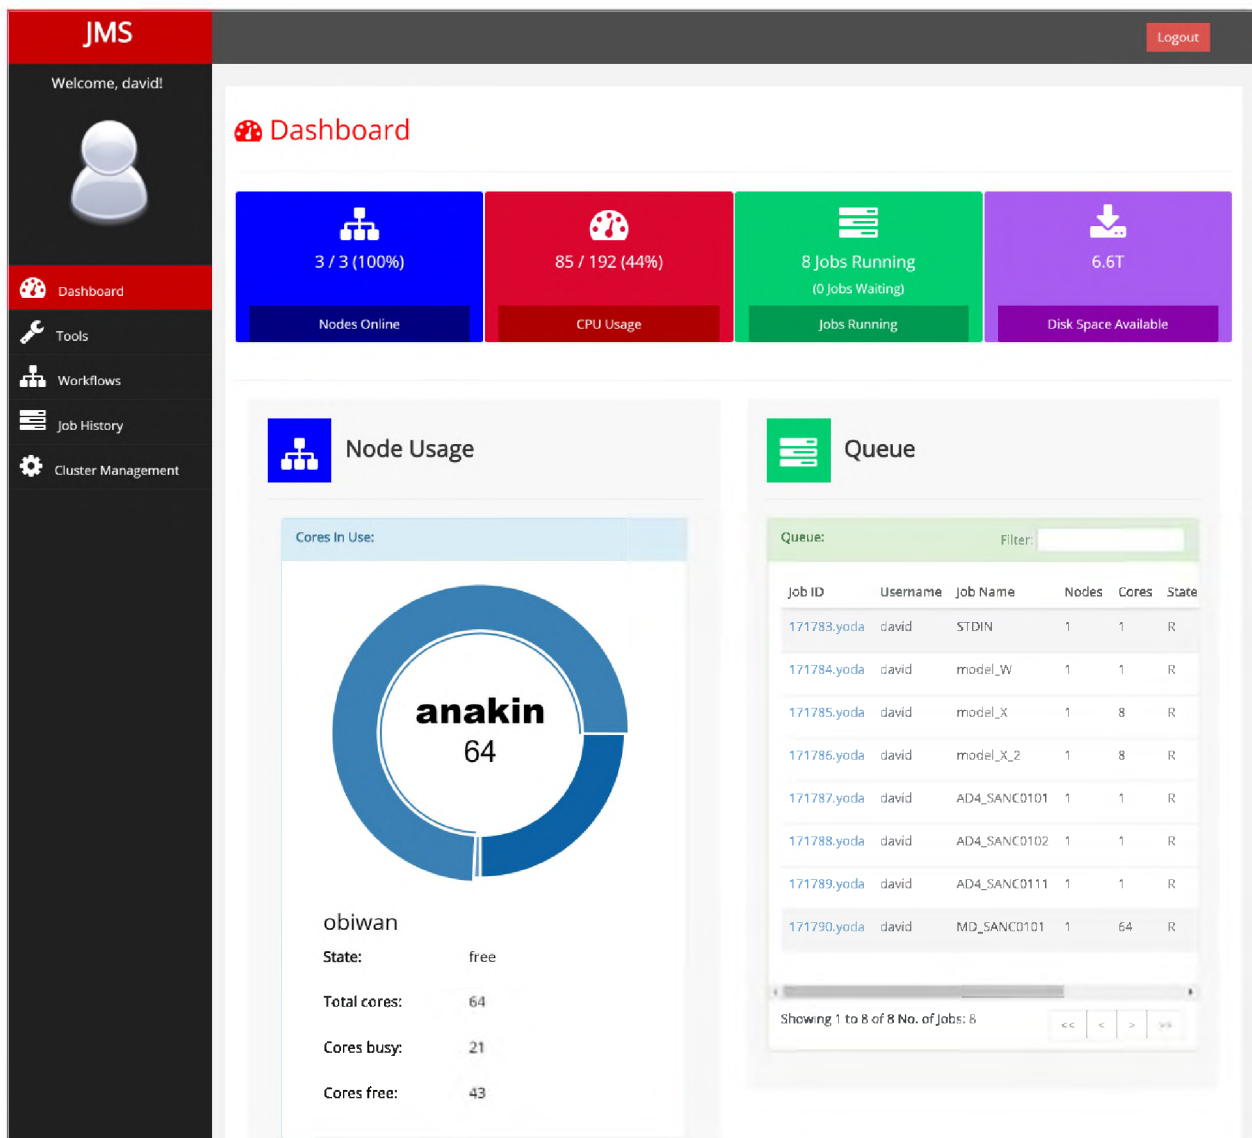 JMS
Logout
Welcome, david!
Dashboard
Tools
Workflows
Job History
Cluster Management
Dashboard
3 / 3 (100%)
Nodes Online
85 / 192 (44%)
CPU Usage
8 Jobs Running
(0 Jobs Waiting)
Jobs Running
6.6T
Disk Space Available
Node Usage
Cores In Use:
anakin
64
obiwan
State: free
Total cores: 64
Cores busy: 21
Cores free: 43
Queue
Queue: Filter:
Job ID Username Job Name Nodes Cores State
171783.yoda david STDIN 1 1 R
171784.yoda david model_W 1 1 R
171785.yoda david model_X 1 8 R
171786.yoda david model_X_2 1 8 R
171787.yoda david AD4_SANC0101 1 1 R
171788.yoda david AD4_SANC0102 1 1 R
171789.yoda david AD4_SANC0111 1 1 R
171790.yoda david MD_SANC0101 1 64 R
Showing 1 to 8 of 8 No. of Jobs: 8 << < > >>